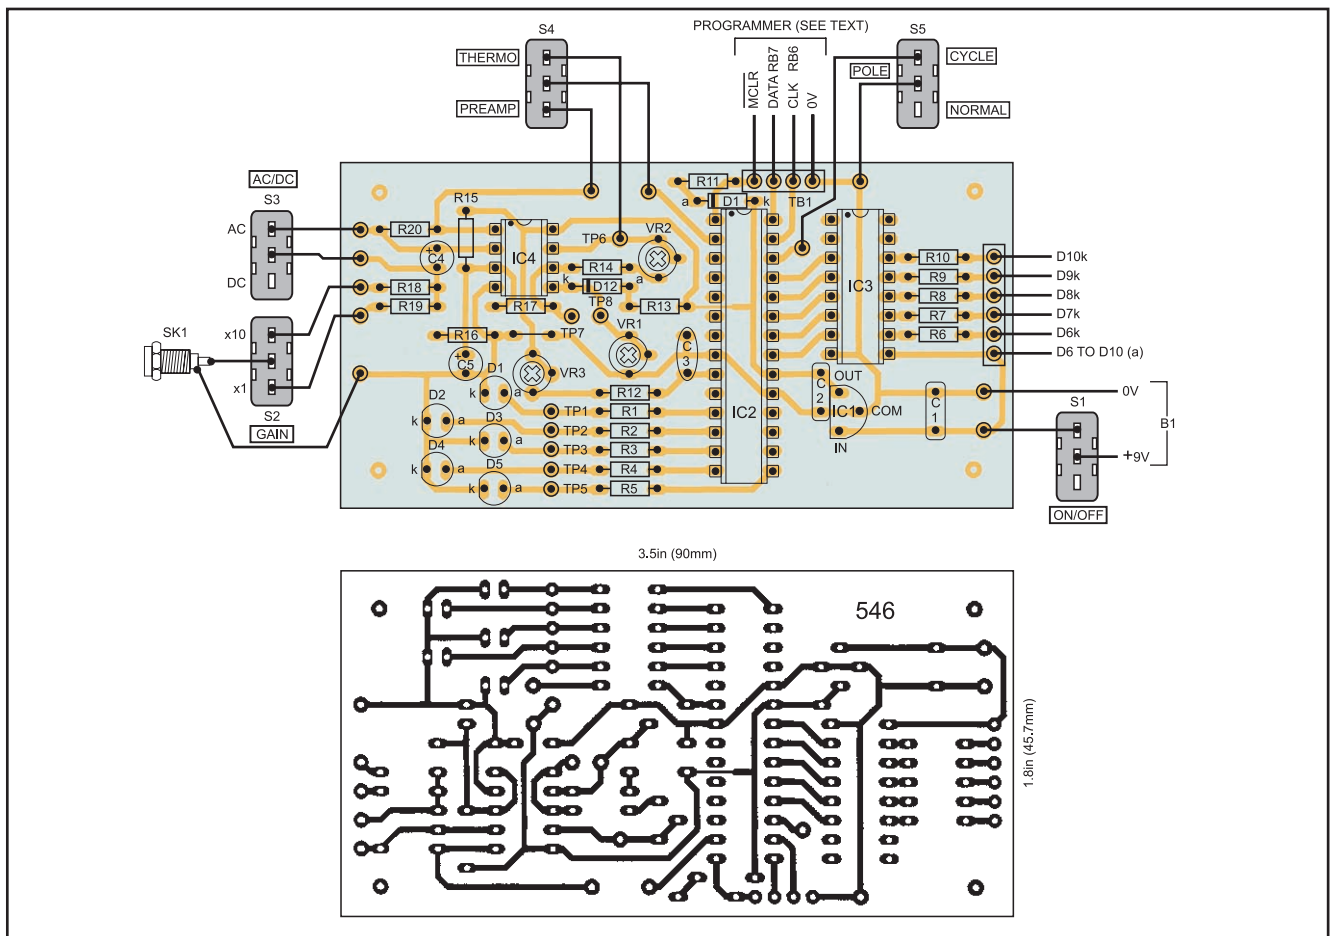 S4
PROGRAMMER (SEE TEXT)
S5
THERMO
PREAMP
MCLR
DATA RB7
CLK RB6
0V
POLE
CYCLE
NORMAL
AC/DC
S3
AC
DC
R15
R11
a D1 k
TB1
R20
C4
+
IC4
TP6
VR2
R14
k D12 a
TP8
R18
R19
R17
R13
IC3
R10
R9
R8
R7
R6
D10k
D9k
D8k
D7k
D6k
D6 TO D10 (a)
SK1
x10
x1
S2
GAIN
R16
TP7
VR1
C3
C5
+
VR3
D1
k a
D2
k a
D3
k a
D4
k a
D5
k a
R12
TP1 R1
TP2 R2
TP3 R3
TP4 R4
TP5 R5
IC2
C2
OUT
IC1
COM
IN
C1
0V
S1
B1
+9V
ON/OFF
3.5in (90mm)
546
1.8in (45.7mm)